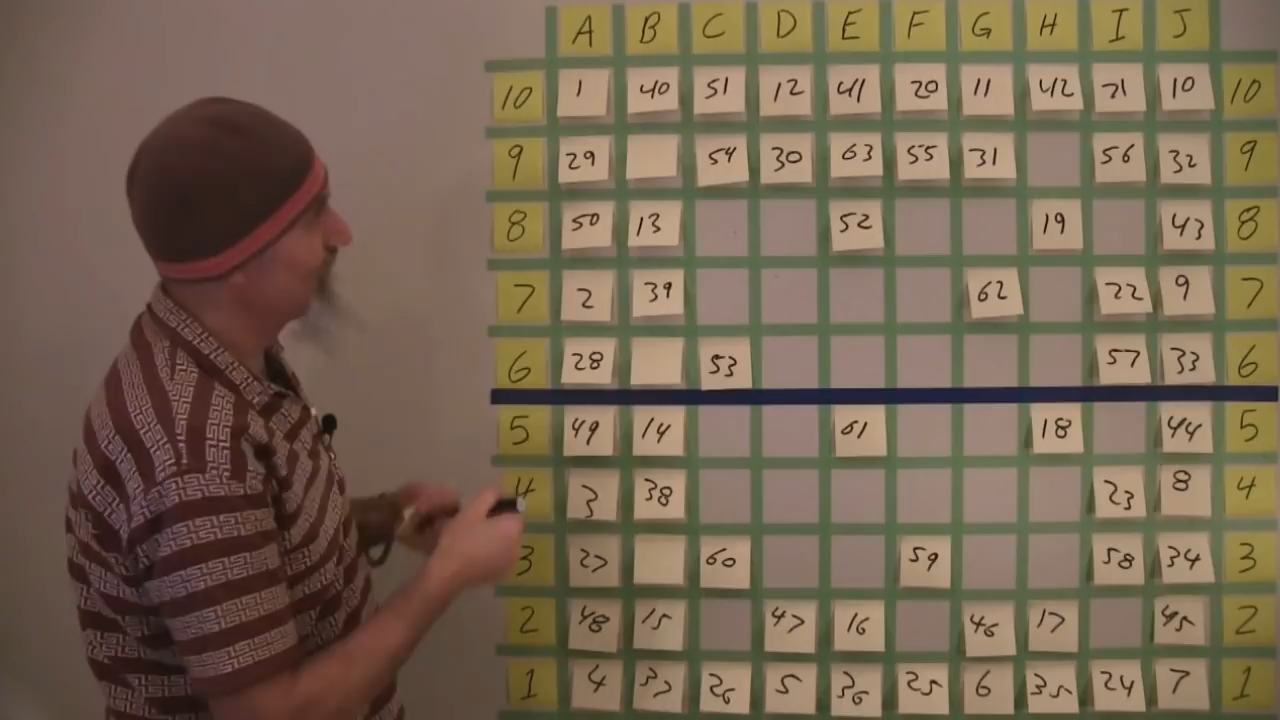 A B C D E F G H I J
10 1 40 51 12 41 20 11 42 21 10 10
9 29 54 30 63 55 31 56 32 9
8 50 13 52 19 43 8
7 2 39 62 22 9 7
6 28 53 57 33 6
5 49 14 61 18 44 5
4 3 38 23 8 4
3 27 60 59 58 34 3
2 48 15 47 16 46 17 45 2
1 4 37 26 5 36 25 6 35 24 7 1